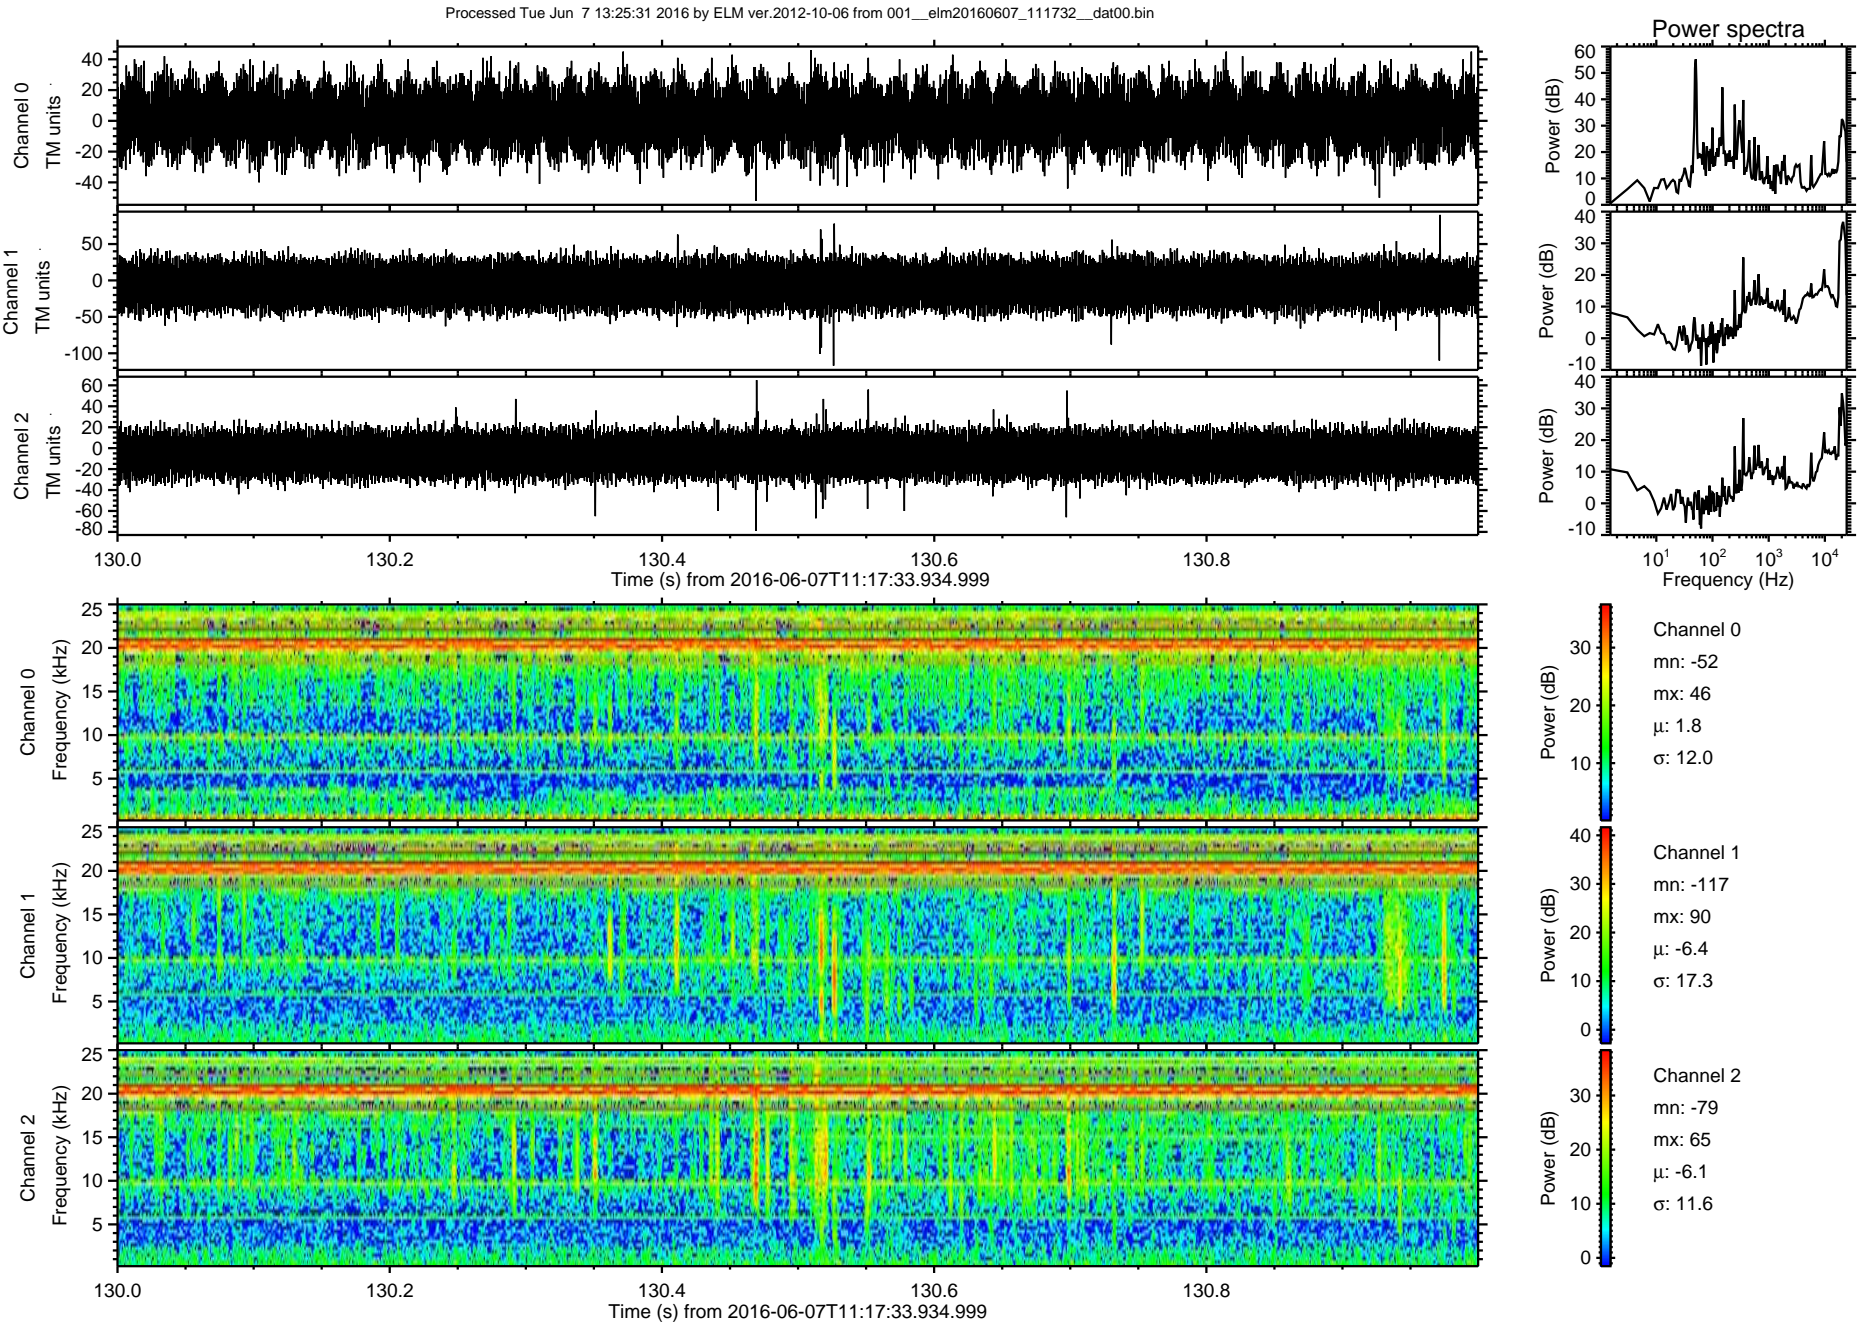 Processed Tue Jun 7 13:25:31 2016 by ELM ver.2012-10-06 from 001__elm20160607_111732__dat00.bin
Power spectra
Channel 0
TM units
40
20
0
-20
-40
Power (dB)
60
50
40
30
20
10
0
Channel 1
TM units
50
0
-50
-100
Power (dB)
40
30
20
10
0
-10
Channel 2
TM units
60
40
20
0
-20
-40
-60
-80
Power (dB)
40
30
20
10
0
-10
130.0 130.2 130.4 130.6 130.8
Time (s) from 2016-06-07T11:17:33.934.999
10^1 10^2 10^3 10^4
Frequency (Hz)
Channel 0
Frequency (kHz)
25
20
15
10
5
Power (dB)
30
20
10
Channel 0
mn: -52
mx: 46
μ: 1.8
σ: 12.0
Channel 1
Frequency (kHz)
25
20
15
10
5
Power (dB)
40
30
20
10
0
Channel 1
mn: -117
mx: 90
μ: -6.4
σ: 17.3
Channel 2
Frequency (kHz)
25
20
15
10
5
Power (dB)
30
20
10
0
Channel 2
mn: -79
mx: 65
μ: -6.1
σ: 11.6
130.0 130.2 130.4 130.6 130.8
Time (s) from 2016-06-07T11:17:33.934.999